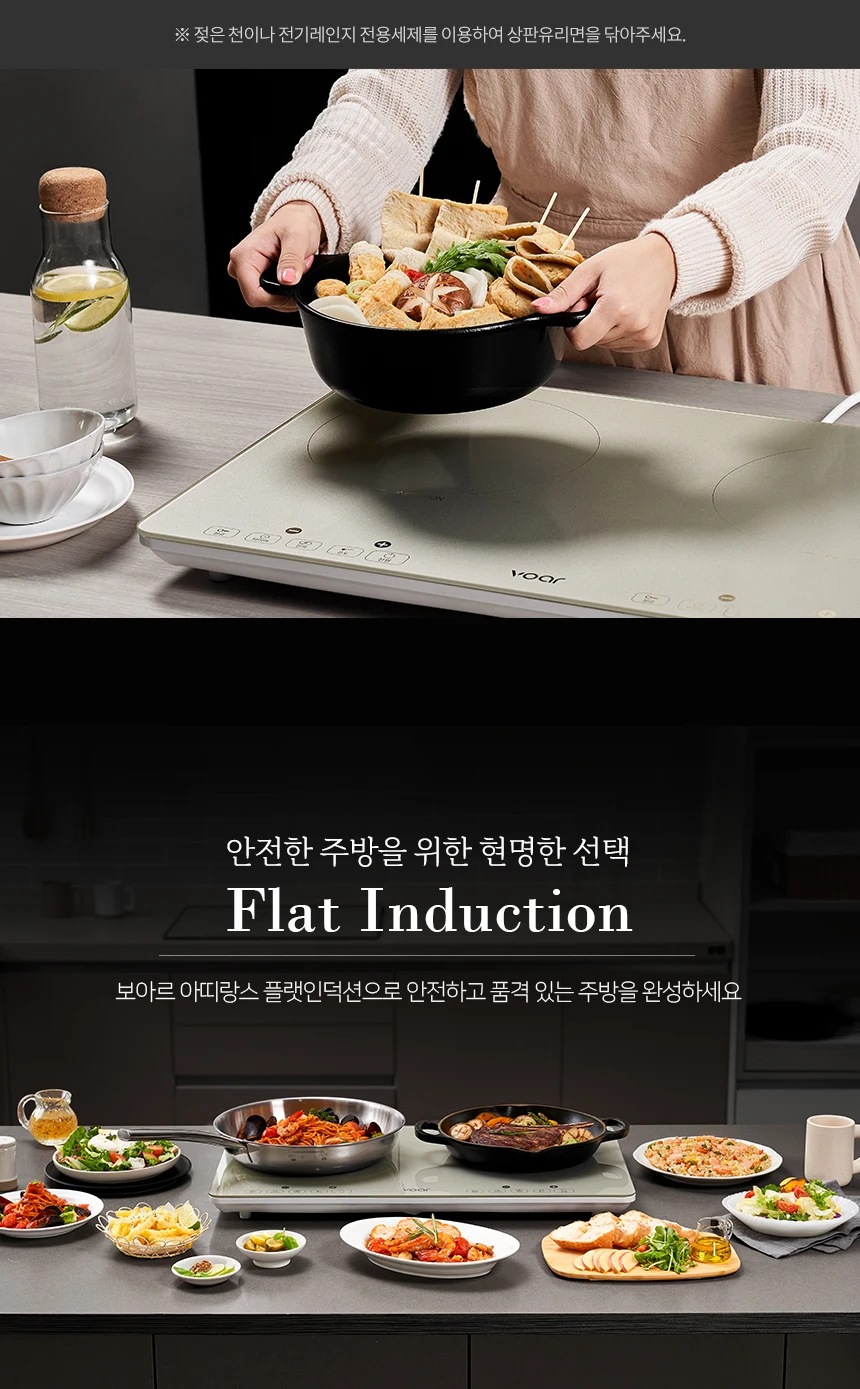 ※ 젖은 천이나 전기레인지 전용세제를 이용하여 상판유리면을 닦아주세요.
voar
안전한 주방을 위한 현명한 선택
Flat Induction
보아르 아띠랑스 플랫인덕션으로 안전하고 품격 있는 주방을 완성하세요
voar